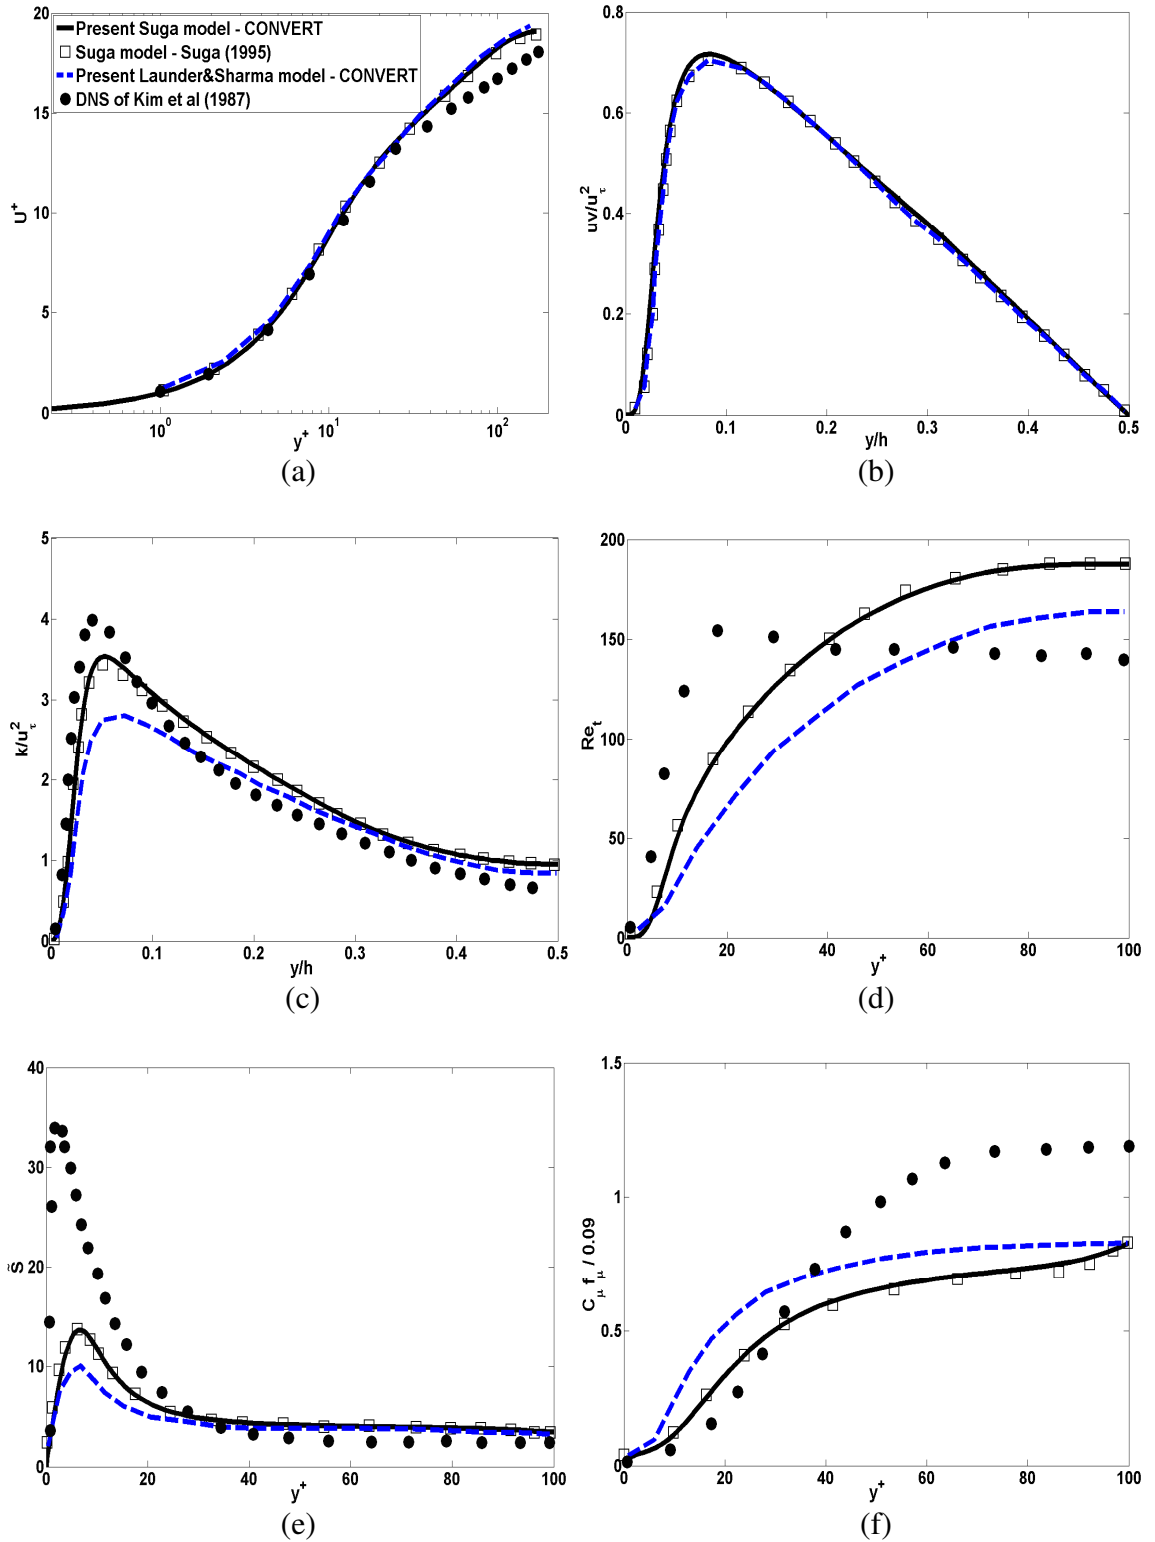 20
15
10
5
0
U+
Present Suga model - CONVERT
Suga model - Suga (1995)
Present Launder&Sharma model - CONVERT
DNS of Kim et al (1987)
10^0 10^1 10^2
y+
(a)
0.8
0.6
0.4
0.2
0
uv/u²τ
0 0.1 0.2 0.3 0.4 0.5
y/h
(b)
5
4
3
2
1
0
k/u²τ
0 0.1 0.2 0.3 0.4 0.5
y/h
(c)
200
150
100
50
0
Re_t
0 20 40 60 80 100
y+
(d)
40
30
20
10
0
S̃
0 20 40 60 80 100
y+
(e)
1.5
1
0.5
0
C_μ f_μ / 0.09
0 20 40 60 80 100
y+
(f)